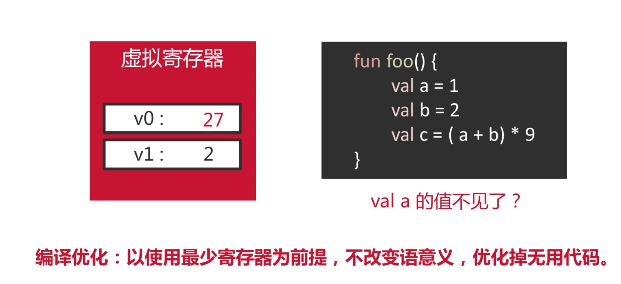 虚拟寄存器
v0 : 27
v1 : 2
fun foo() {
val a = 1
val b = 2
val c = ( a + b) * 9
}
val a 的值不见了？
编译优化：以使用最少寄存器为前提，不改变语意义，优化掉无用代码。